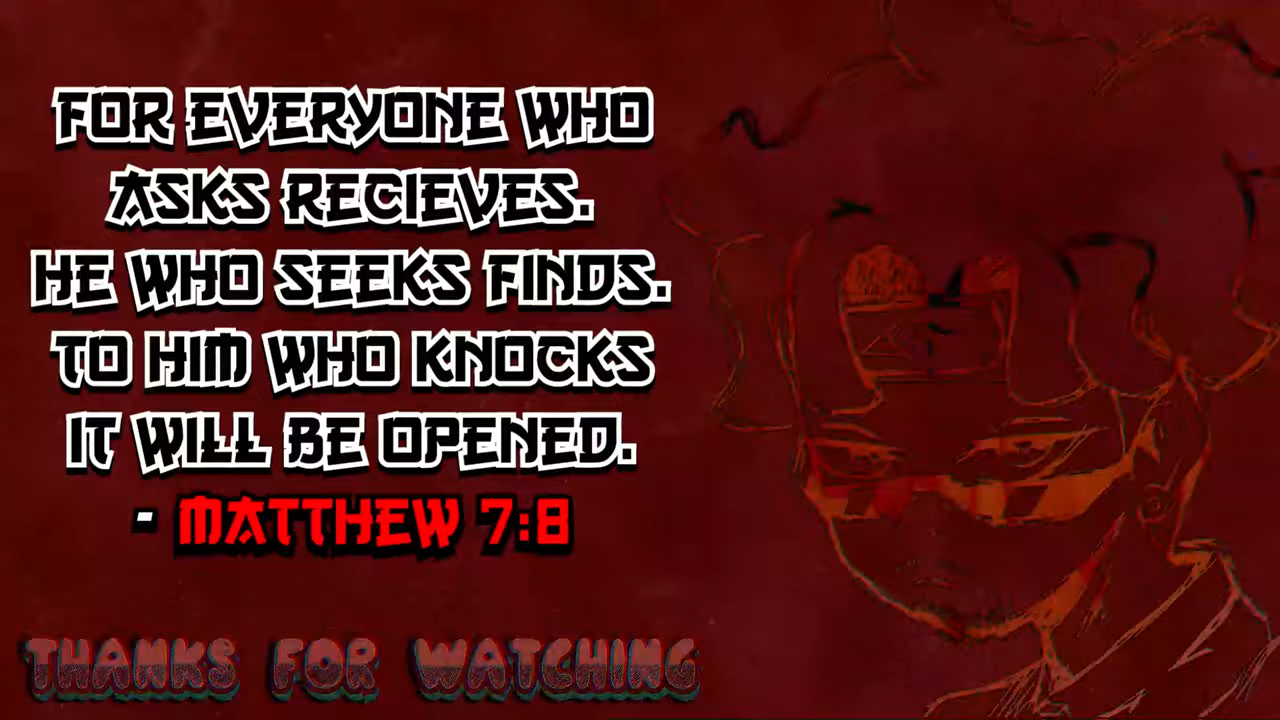 FOR EVERYONE WHO
ASKS RECIEVES.
HE WHO SEEKS FINDS.
TO HIM WHO KNOCKS
IT WILL BE OPENED.
- MATTHEW 7:8
THANKS FOR WATCHING